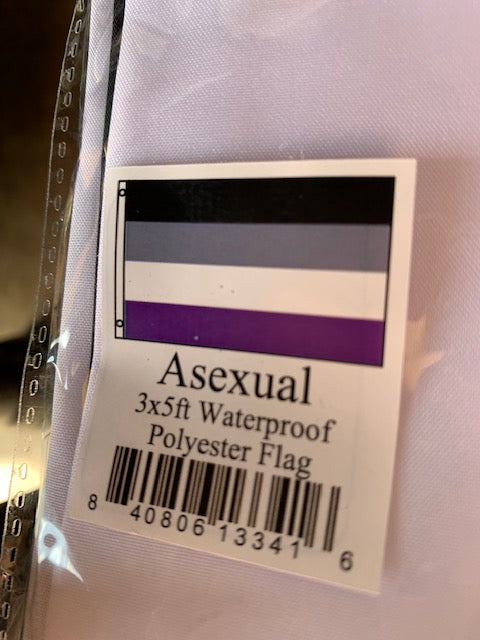 Asexual
3x5ft Waterproof
Polyester Flag
8 40806 13341 6